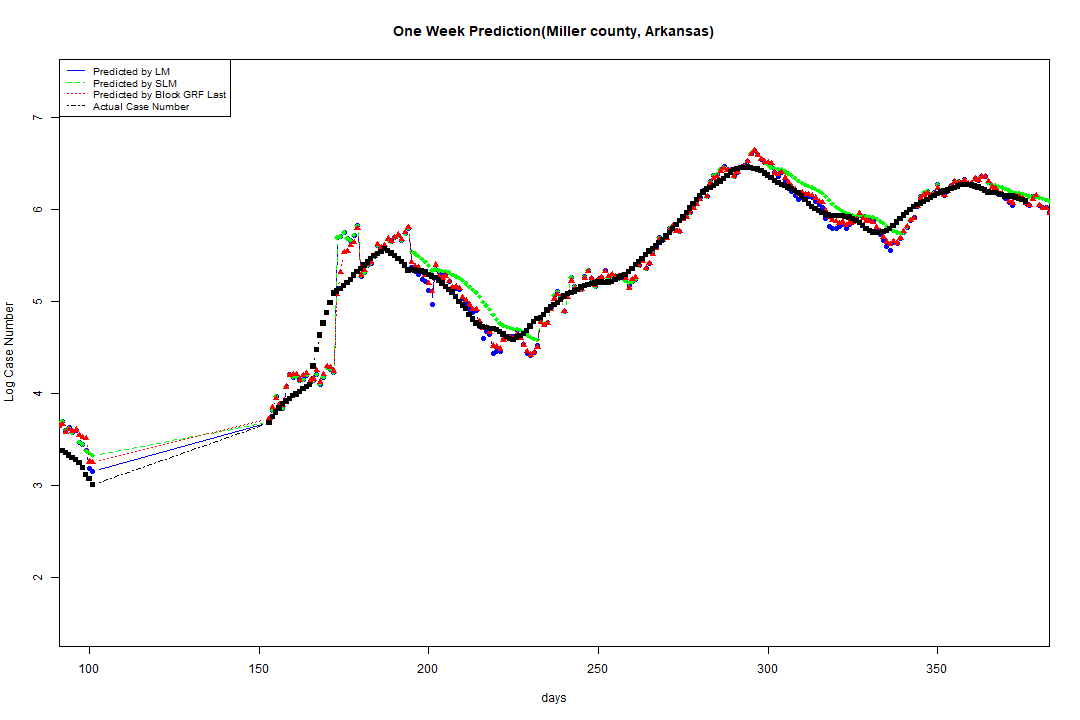 One Week Prediction(Miller county, Arkansas)
Predicted by LM
Predicted by SLM
Predicted by Block GRF Last
Actual Case Number
7
6
5
4
3
2
Log Case Number
100 150 200 250 300 350
days